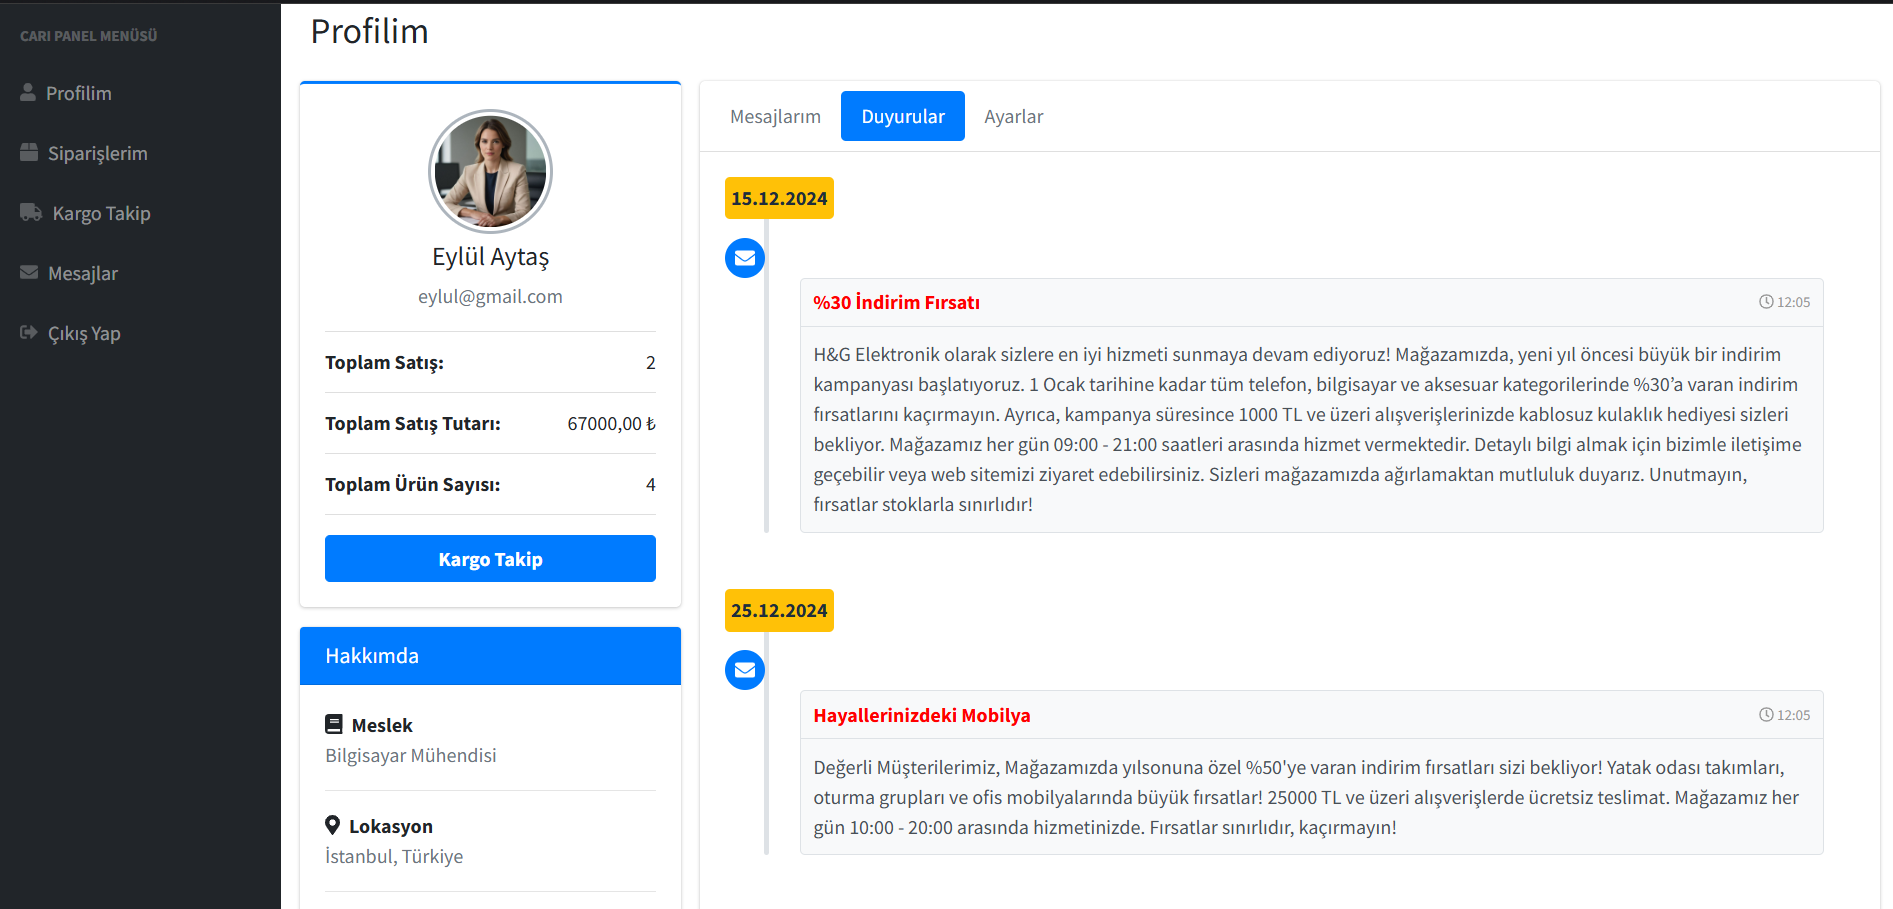 CARI PANEL MENÜSÜ
Profilim
Siparişlerim
Kargo Takip
Mesajlar
Çıkış Yap
Profilim
Eylül Aytaş
eylul@gmail.com
Toplam Satış: 2
Toplam Satış Tutarı: 67000,00 ₺
Toplam Ürün Sayısı: 4
Kargo Takip
Hakkımda
Meslek
Bilgisayar Mühendisi
Lokasyon
İstanbul, Türkiye
Mesajlarım Duyurular Ayarlar
15.12.2024
%30 İndirim Fırsatı 12:05
H&G Elektronik olarak sizlere en iyi hizmeti sunmaya devam ediyoruz! Mağazamızda, yeni yıl öncesi büyük bir indirim
kampanyası başlatıyoruz. 1 Ocak tarihine kadar tüm telefon, bilgisayar ve aksesuar kategorilerinde %30’a varan indirim
fırsatlarını kaçırmayın. Ayrıca, kampanya süresince 1000 TL ve üzeri alışverişlerinizde kablosuz kulaklık hediyesi sizleri
bekliyor. Mağazamız her gün 09:00 - 21:00 saatleri arasında hizmet vermektedir. Detaylı bilgi almak için bizimle iletişime
geçebilir veya web sitemizi ziyaret edebilirsiniz. Sizleri mağazamızda ağırlamaktan mutluluk duyarız. Unutmayın,
fırsatlar stoklarla sınırlıdır!
25.12.2024
Hayallerinizdeki Mobilya 12:05
Değerli Müşterilerimiz, Mağazamızda yılsonuna özel %50'ye varan indirim fırsatları sizi bekliyor! Yatak odası takımları,
oturma grupları ve ofis mobilyalarında büyük fırsatlar! 25000 TL ve üzeri alışverişlerde ücretsiz teslimat. Mağazamız her
gün 10:00 - 20:00 arasında hizmetinizde. Fırsatlar sınırlıdır, kaçırmayın!